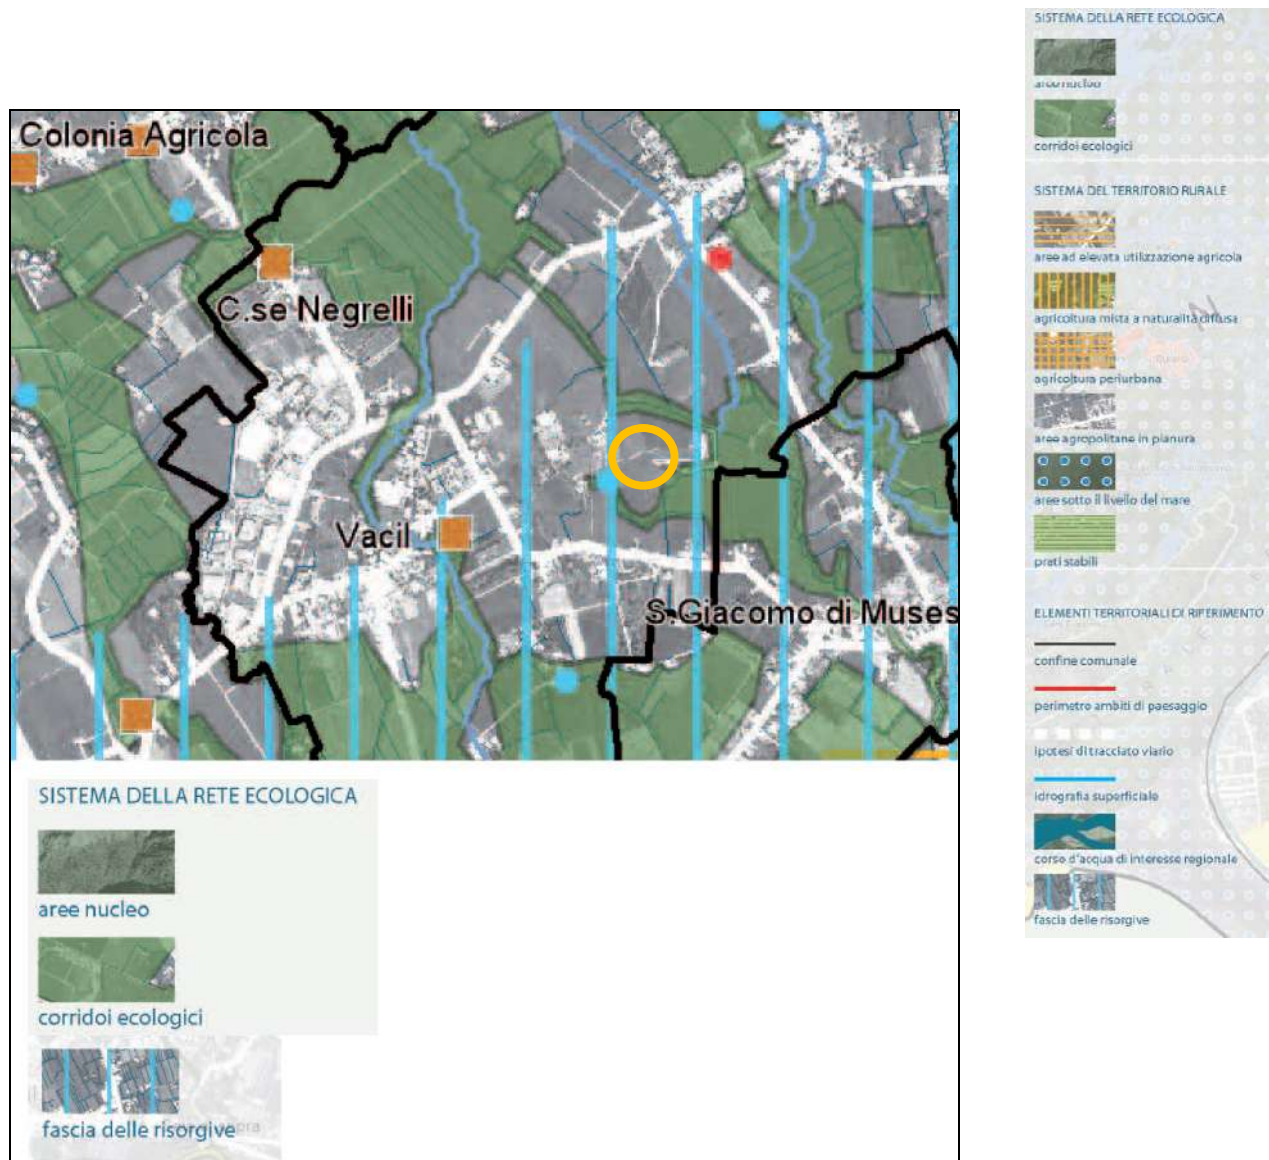 Colonia Agricola
C.se Negrelli
Vacil
S.Giacomo di Muses
SISTEMA DELLA RETE ECOLOGICA
aree nucleo
corridoi ecologici
fascia delle risorgive
SISTEMA DELLA RETE ECOLOGICA
aree nucleo
corridoi ecologici
SISTEMA DEL TERRITORIO RURALE
aree ad elevata utilizzazione agricola
agricoltura mista a naturalità diffusa
agricoltura periurbana
aree agropolitane in pianura
aree sotto il livello del mare
prati stabili
ELEMENTI TERRITORIALI DI RIFERIMENTO
confine comunale
perimetro ambiti di paesaggio
ipotesi di tracciato viario
idrografia superficiale
corso d'acqua di interesse regionale
fascia delle risorgive